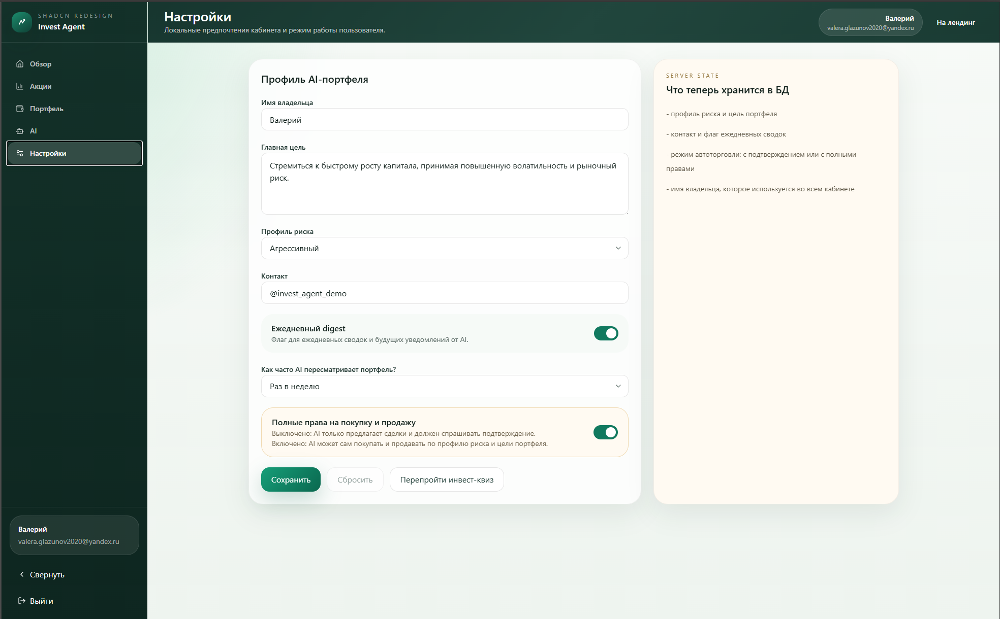 SHADCN REDESIGN
Invest Agent
Обзор
Акции
Портфель
AI
Настройки
Валерий
valera.glazunov2020@yandex.ru
Свернуть
Выйти
Настройки
Локальные предпочтения кабинета и режим работы пользователя.
Валерий
valera.glazunov2020@yandex.ru
На лендинг
Профиль AI-портфеля
Имя владельца
Валерий
Главная цель
Стремиться к быстрому росту капитала, принимая повышенную волатильность и рыночный
риск.
Профиль риска
Агрессивный
Контакт
@invest_agent_demo
Ежедневный digest
Флаг для ежедневных сводок и будущих уведомлений от AI.
Как часто AI пересматривает портфель?
Раз в неделю
Полные права на покупку и продажу
Выключено: AI только предлагает сделки и должен спрашивать подтверждение.
Включено: AI может сам покупать и продавать по профилю риска и цели портфеля.
Сохранить
Сбросить
Перепройти инвест-квиз
SERVER STATE
Что теперь хранится в БД
- профиль риска и цель портфеля
- контакт и флаг ежедневных сводок
- режим автоторговли: с подтверждением или с полными
правами
- имя владельца, которое используется во всем кабинете